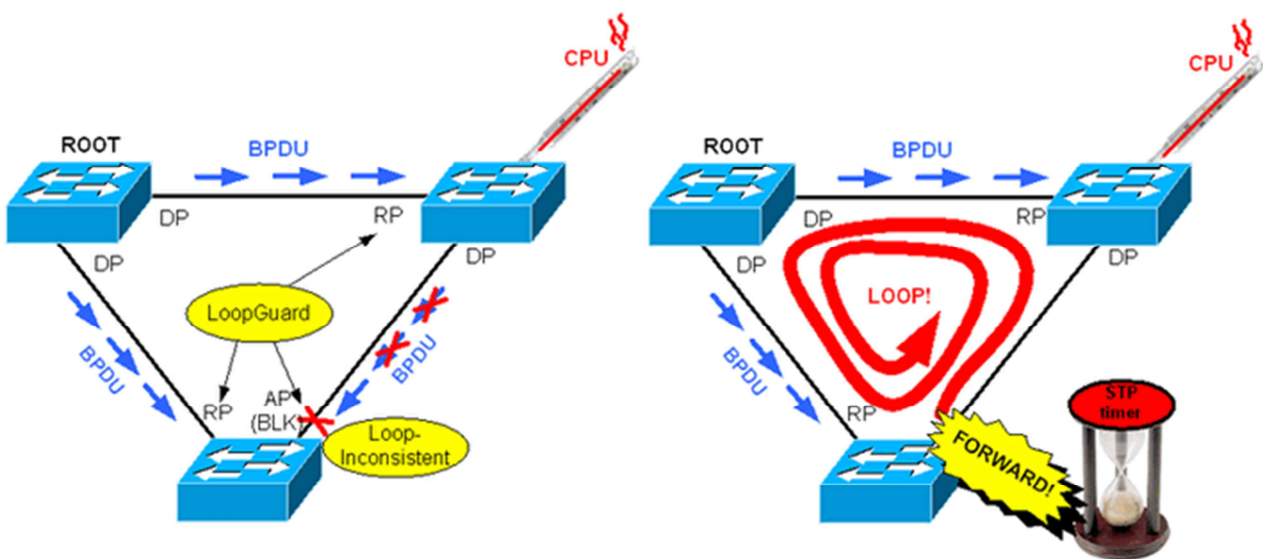 CPU
ROOT
BPDU
DP
RP
DP
DP
LoopGuard
BPDU
BPDU
RP
AP
(BLK)
Loop-
Inconsistent
CPU
ROOT
BPDU
DP
RP
DP
DP
LOOP!
BPDU
RP
STP
timer
FORWARD!